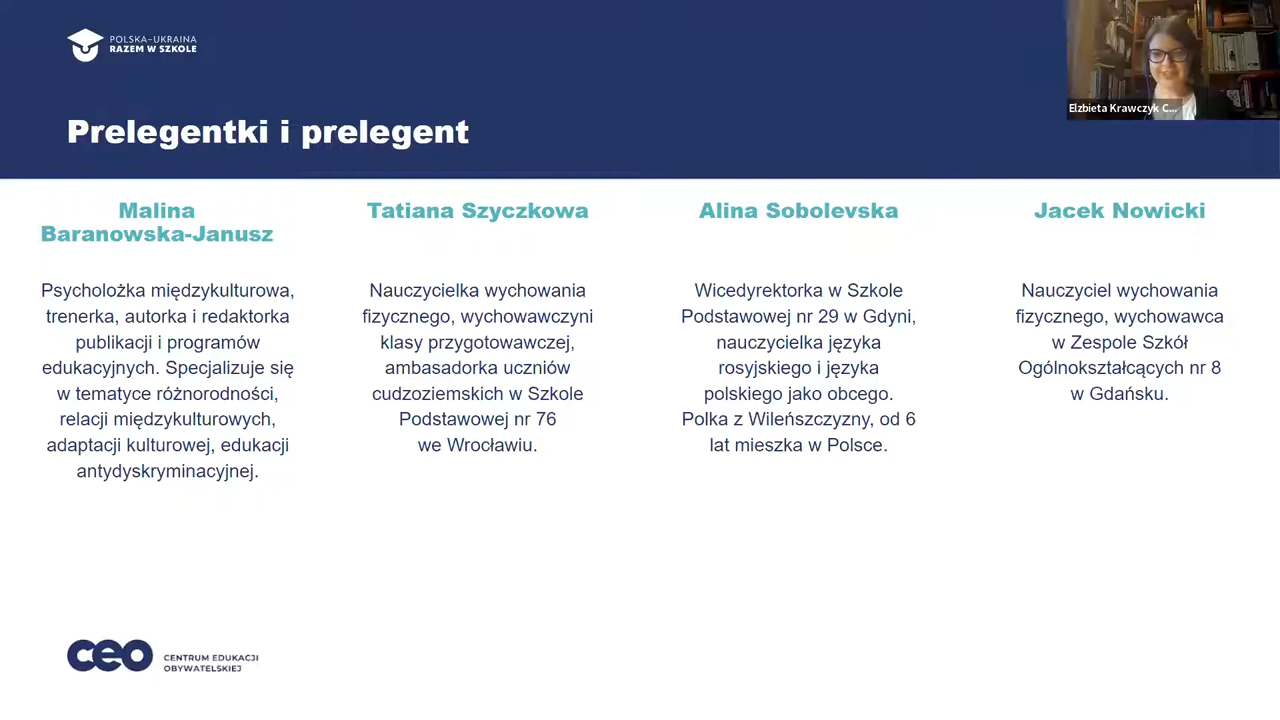 POLSKA-UKRAINA
RAZEM W SZKOLE
Elzbieta Krawczyk C...
Prelegentki i prelegent
Malina
Baranowska-Janusz
Psycholożka międzykulturowa,
trenerka, autorka i redaktorka
publikacji i programów
edukacyjnych. Specjalizuje się
w tematyce różnorodności,
relacji międzykulturowych,
adaptacji kulturowej, edukacji
antydyskryminacyjnej.
Tatiana Szyczkowa
Nauczycielka wychowania
fizycznego, wychowawczyni
klasy przygotowawczej,
ambasadorka uczniów
cudzoziemskich w Szkole
Podstawowej nr 76
we Wrocławiu.
Alina Sobolevska
Wicedyrektorka w Szkole
Podstawowej nr 29 w Gdyni,
nauczycielka języka
rosyjskiego i języka
polskiego jako obcego.
Polka z Wileńszczyzny, od 6
lat mieszka w Polsce.
Jacek Nowicki
Nauczyciel wychowania
fizycznego, wychowawca
w Zespole Szkół
Ogólnokształcących nr 8
w Gdańsku.
ceo
CENTRUM EDUKACJI
OBYWATELSKIEJ